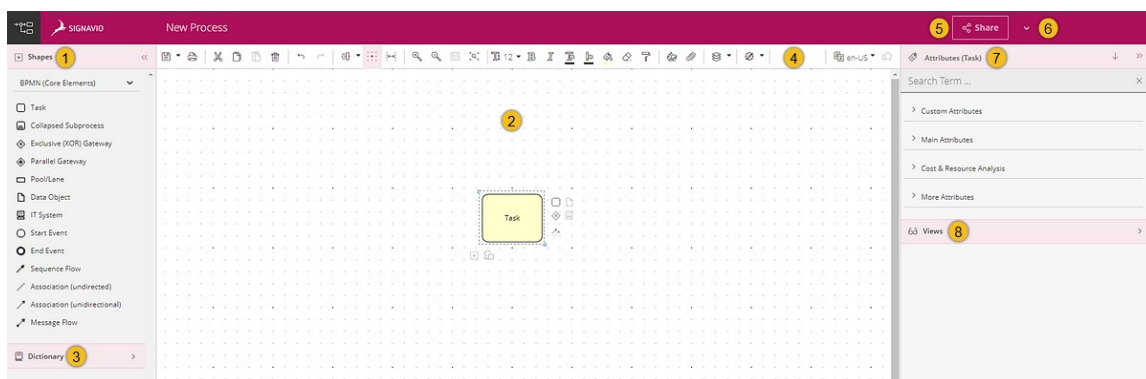 SIGNAVIO
New Process
5
Share
6
Shapes
1
12
B
I
4
en-US
Attributes (Task)
7
BPMN (Core Elements)
Search Term ...
Task
Collapsed Subprocess
Exclusive (XOR) Gateway
Parallel Gateway
Pool/Lane
Data Object
IT System
Start Event
End Event
Sequence Flow
Association (undirected)
Association (unidirectional)
Message Flow
Dictionary
3
2
Task
Custom Attributes
Main Attributes
Cost & Resource Analysis
More Attributes
Views
8